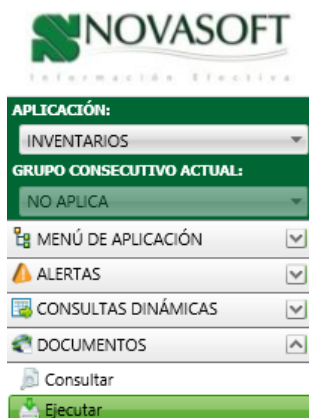 NOVASOFT
Información Efectiva
APLICACIÓN:
INVENTARIOS
GRUPO CONSECUTIVO ACTUAL:
NO APLICA
MENÚ DE APLICACIÓN
ALERTAS
CONSULTAS DINÁMICAS
DOCUMENTOS
Consultar
Ejecutar